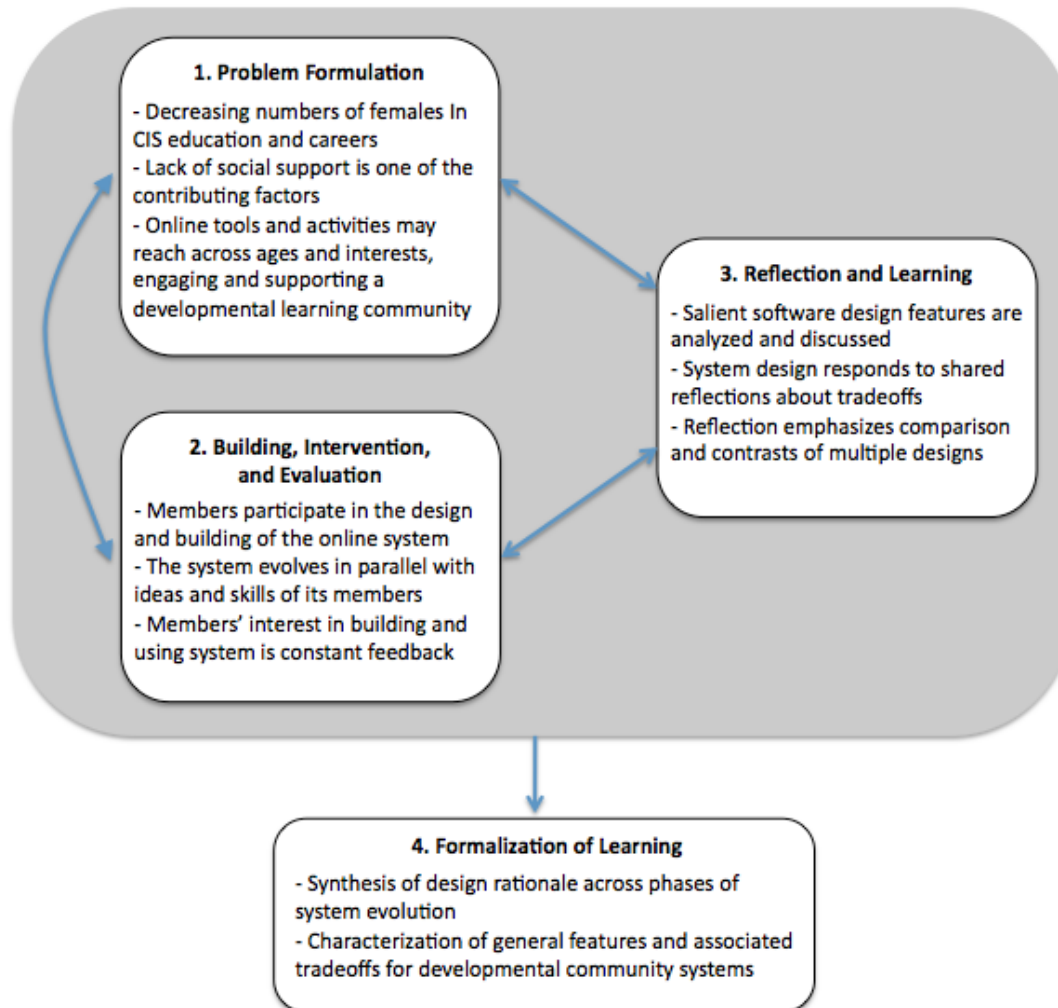 1. Problem Formulation
- Decreasing numbers of females In
CIS education and careers
- Lack of social support is one of the
contributing factors
- Online tools and activities may
reach across ages and interests,
engaging and supporting a
developmental learning community
2. Building, Intervention,
and Evaluation
- Members participate in the design
and building of the online system
- The system evolves in parallel with
ideas and skills of its members
- Members’ interest in building and
using system is constant feedback
3. Reflection and Learning
- Salient software design features are
analyzed and discussed
- System design responds to shared
reflections about tradeoffs
- Reflection emphasizes comparison
and contrasts of multiple designs
4. Formalization of Learning
- Synthesis of design rationale across phases of
system evolution
- Characterization of general features and associated
tradeoffs for developmental community systems